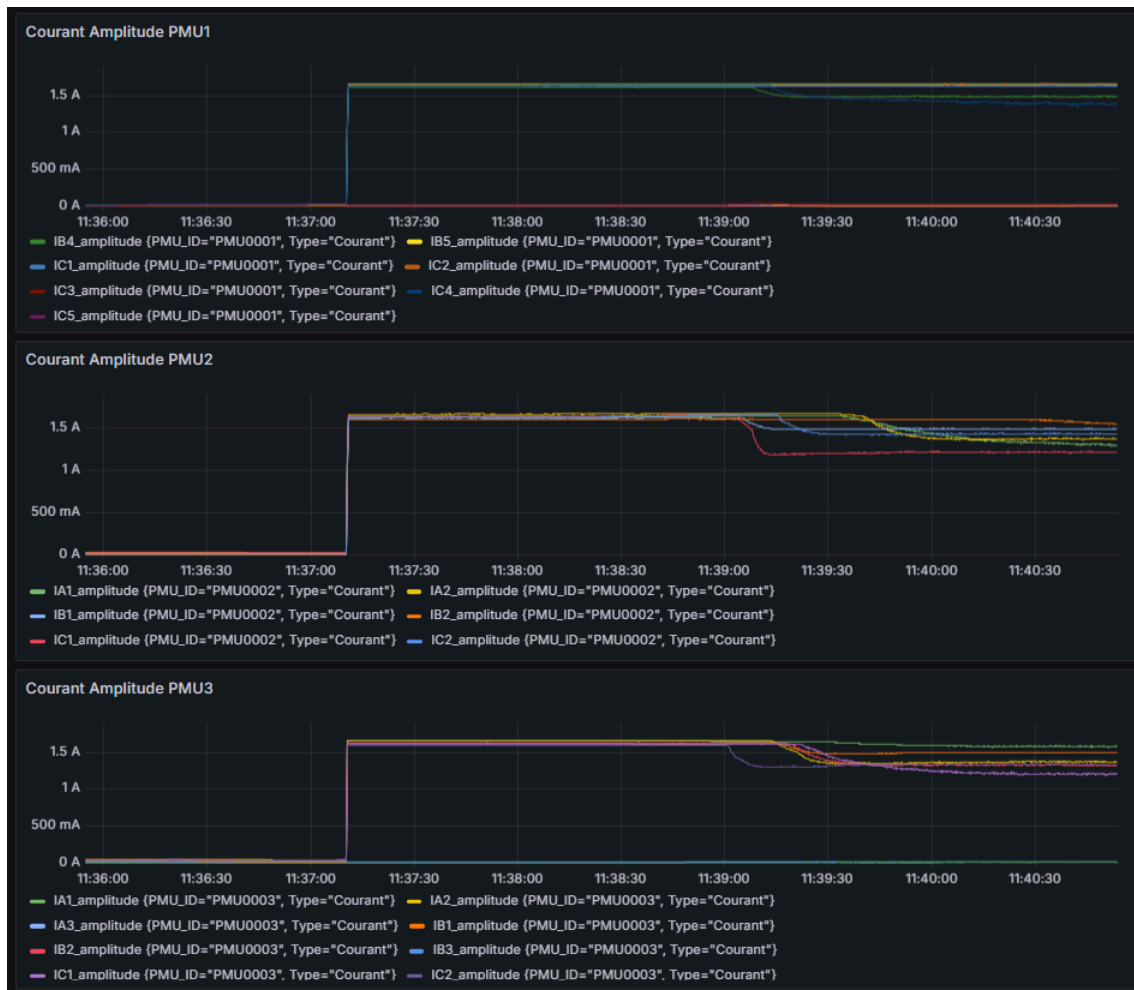 Courant Amplitude PMU1
1.5 A
1 A
500 mA
0 A
11:36:00 11:36:30 11:37:00 11:37:30 11:38:00 11:38:30 11:39:00 11:39:30 11:40:00 11:40:30
IB4_amplitude {PMU_ID="PMU0001", Type="Courant"} IB5_amplitude {PMU_ID="PMU0001", Type="Courant"}
IC1_amplitude {PMU_ID="PMU0001", Type="Courant"} IC2_amplitude {PMU_ID="PMU0001", Type="Courant"}
IC3_amplitude {PMU_ID="PMU0001", Type="Courant"} IC4_amplitude {PMU_ID="PMU0001", Type="Courant"}
IC5_amplitude {PMU_ID="PMU0001", Type="Courant"}
Courant Amplitude PMU2
1.5 A
1 A
500 mA
0 A
11:36:00 11:36:30 11:37:00 11:37:30 11:38:00 11:38:30 11:39:00 11:39:30 11:40:00 11:40:30
IA1_amplitude {PMU_ID="PMU0002", Type="Courant"} IA2_amplitude {PMU_ID="PMU0002", Type="Courant"}
IB1_amplitude {PMU_ID="PMU0002", Type="Courant"} IB2_amplitude {PMU_ID="PMU0002", Type="Courant"}
IC1_amplitude {PMU_ID="PMU0002", Type="Courant"} IC2_amplitude {PMU_ID="PMU0002", Type="Courant"}
Courant Amplitude PMU3
1.5 A
1 A
500 mA
0 A
11:36:00 11:36:30 11:37:00 11:37:30 11:38:00 11:38:30 11:39:00 11:39:30 11:40:00 11:40:30
IA1_amplitude {PMU_ID="PMU0003", Type="Courant"} IA2_amplitude {PMU_ID="PMU0003", Type="Courant"}
IA3_amplitude {PMU_ID="PMU0003", Type="Courant"} IB1_amplitude {PMU_ID="PMU0003", Type="Courant"}
IB2_amplitude {PMU_ID="PMU0003", Type="Courant"} IB3_amplitude {PMU_ID="PMU0003", Type="Courant"}
IC1_amplitude {PMU_ID="PMU0003", Type="Courant"} IC2_amplitude {PMU_ID="PMU0003", Type="Courant"}